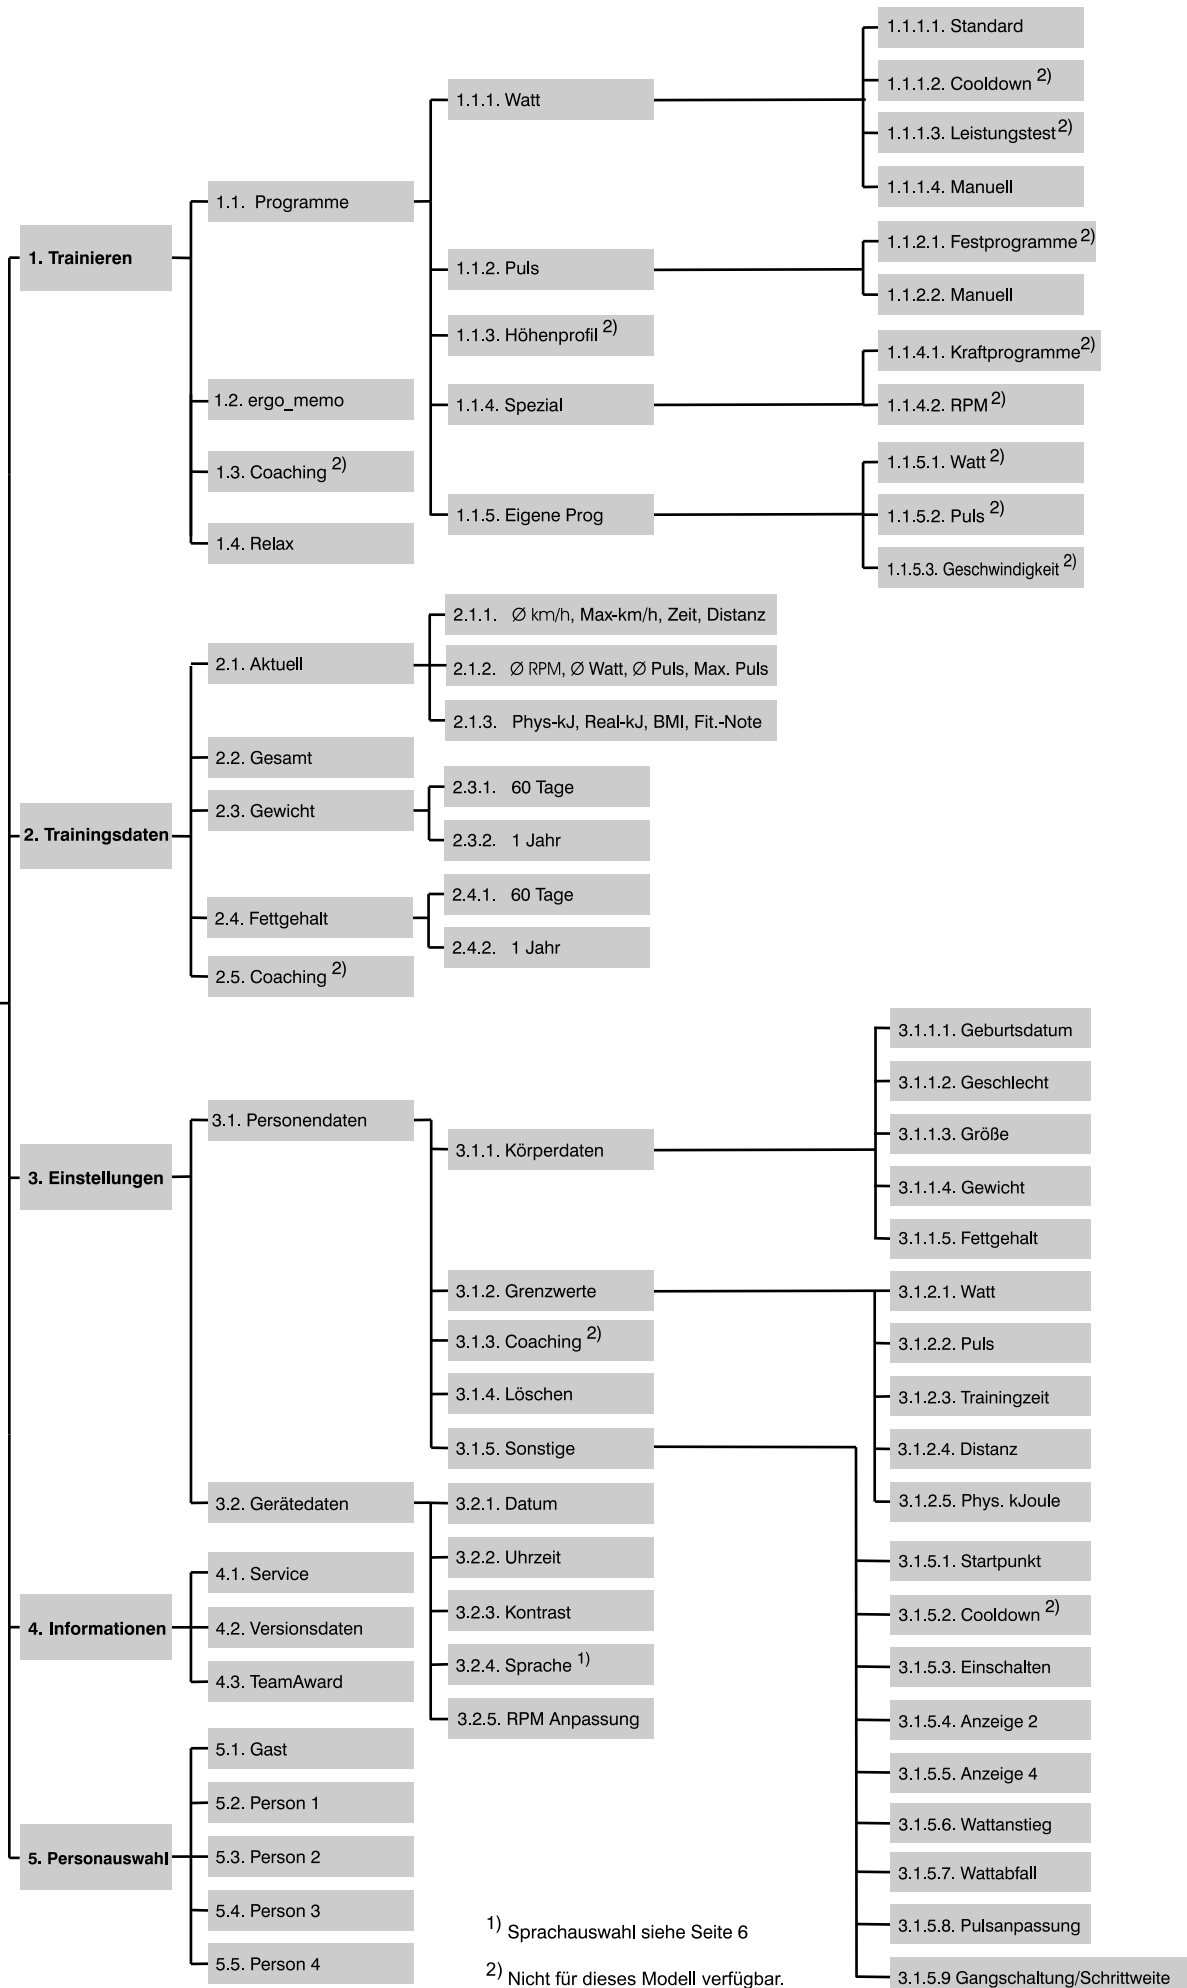 1. Trainieren
1.1. Programme
1.1.1. Watt
1.1.1.1. Standard
1.1.1.2. Cooldown 2)
1.1.1.3. Leistungstest 2)
1.1.1.4. Manuell
1.1.2. Puls
1.1.2.1. Festprogramme 2)
1.1.2.2. Manuell
1.1.3. Höhenprofil 2)
1.1.4. Spezial
1.1.4.1. Kraftprogramme 2)
1.1.4.2. RPM 2)
1.1.5. Eigene Prog
1.1.5.1. Watt 2)
1.1.5.2. Puls 2)
1.1.5.3. Geschwindigkeit 2)
1.2. ergo_memo
1.3. Coaching 2)
1.4. Relax
2. Trainingsdaten
2.1. Aktuell
2.1.1. Ø km/h, Max-km/h, Zeit, Distanz
2.1.2. Ø RPM, Ø Watt, Ø Puls, Max. Puls
2.1.3. Phys-kJ, Real-kJ, BMI, Fit.-Note
2.2. Gesamt
2.3. Gewicht
2.3.1. 60 Tage
2.3.2. 1 Jahr
2.4. Fettgehalt
2.4.1. 60 Tage
2.4.2. 1 Jahr
2.5. Coaching 2)
3. Einstellungen
3.1. Personendaten
3.1.1. Körperdaten
3.1.1.1. Geburtsdatum
3.1.1.2. Geschlecht
3.1.1.3. Größe
3.1.1.4. Gewicht
3.1.1.5. Fettgehalt
3.1.2. Grenzwerte
3.1.2.1. Watt
3.1.2.2. Puls
3.1.2.3. Trainingzeit
3.1.2.4. Distanz
3.1.2.5. Phys. kJoule
3.1.3. Coaching 2)
3.1.4. Löschen
3.1.5. Sonstige
3.1.5.1. Startpunkt
3.1.5.2. Cooldown 2)
3.1.5.3. Einschalten
3.1.5.4. Anzeige 2
3.1.5.5. Anzeige 4
3.1.5.6. Wattanstieg
3.1.5.7. Wattabfall
3.1.5.8. Pulsanpassung
3.1.5.9 Gangschaltung/Schrittweite
3.2. Gerätedaten
3.2.1. Datum
3.2.2. Uhrzeit
3.2.3. Kontrast
3.2.4. Sprache 1)
3.2.5. RPM Anpassung
4. Informationen
4.1. Service
4.2. Versionsdaten
4.3. TeamAward
5. Personauswahl
5.1. Gast
5.2. Person 1
5.3. Person 2
5.4. Person 3
5.5. Person 4
1) Sprachauswahl siehe Seite 6
2) Nicht für dieses Modell verfügbar.